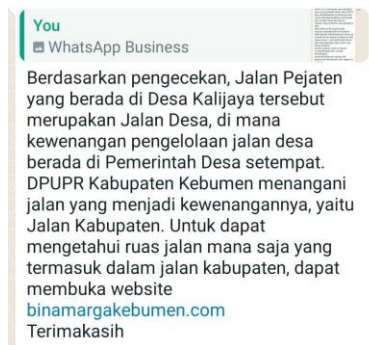 You
WhatsApp Business
Berdasarkan pengecekan, Jalan Pejaten
yang berada di Desa Kalijaya tersebut
merupakan Jalan Desa, di mana
kewenangan pengelolaan jalan desa
berada di Pemerintah Desa setempat.
DPUPR Kabupaten Kebumen menangani
jalan yang menjadi kewenangannya, yaitu
Jalan Kabupaten. Untuk dapat
mengetahui ruas jalan mana saja yang
termasuk dalam jalan kabupaten, dapat
membuka website
binamargakebumen.com
Terimakasih